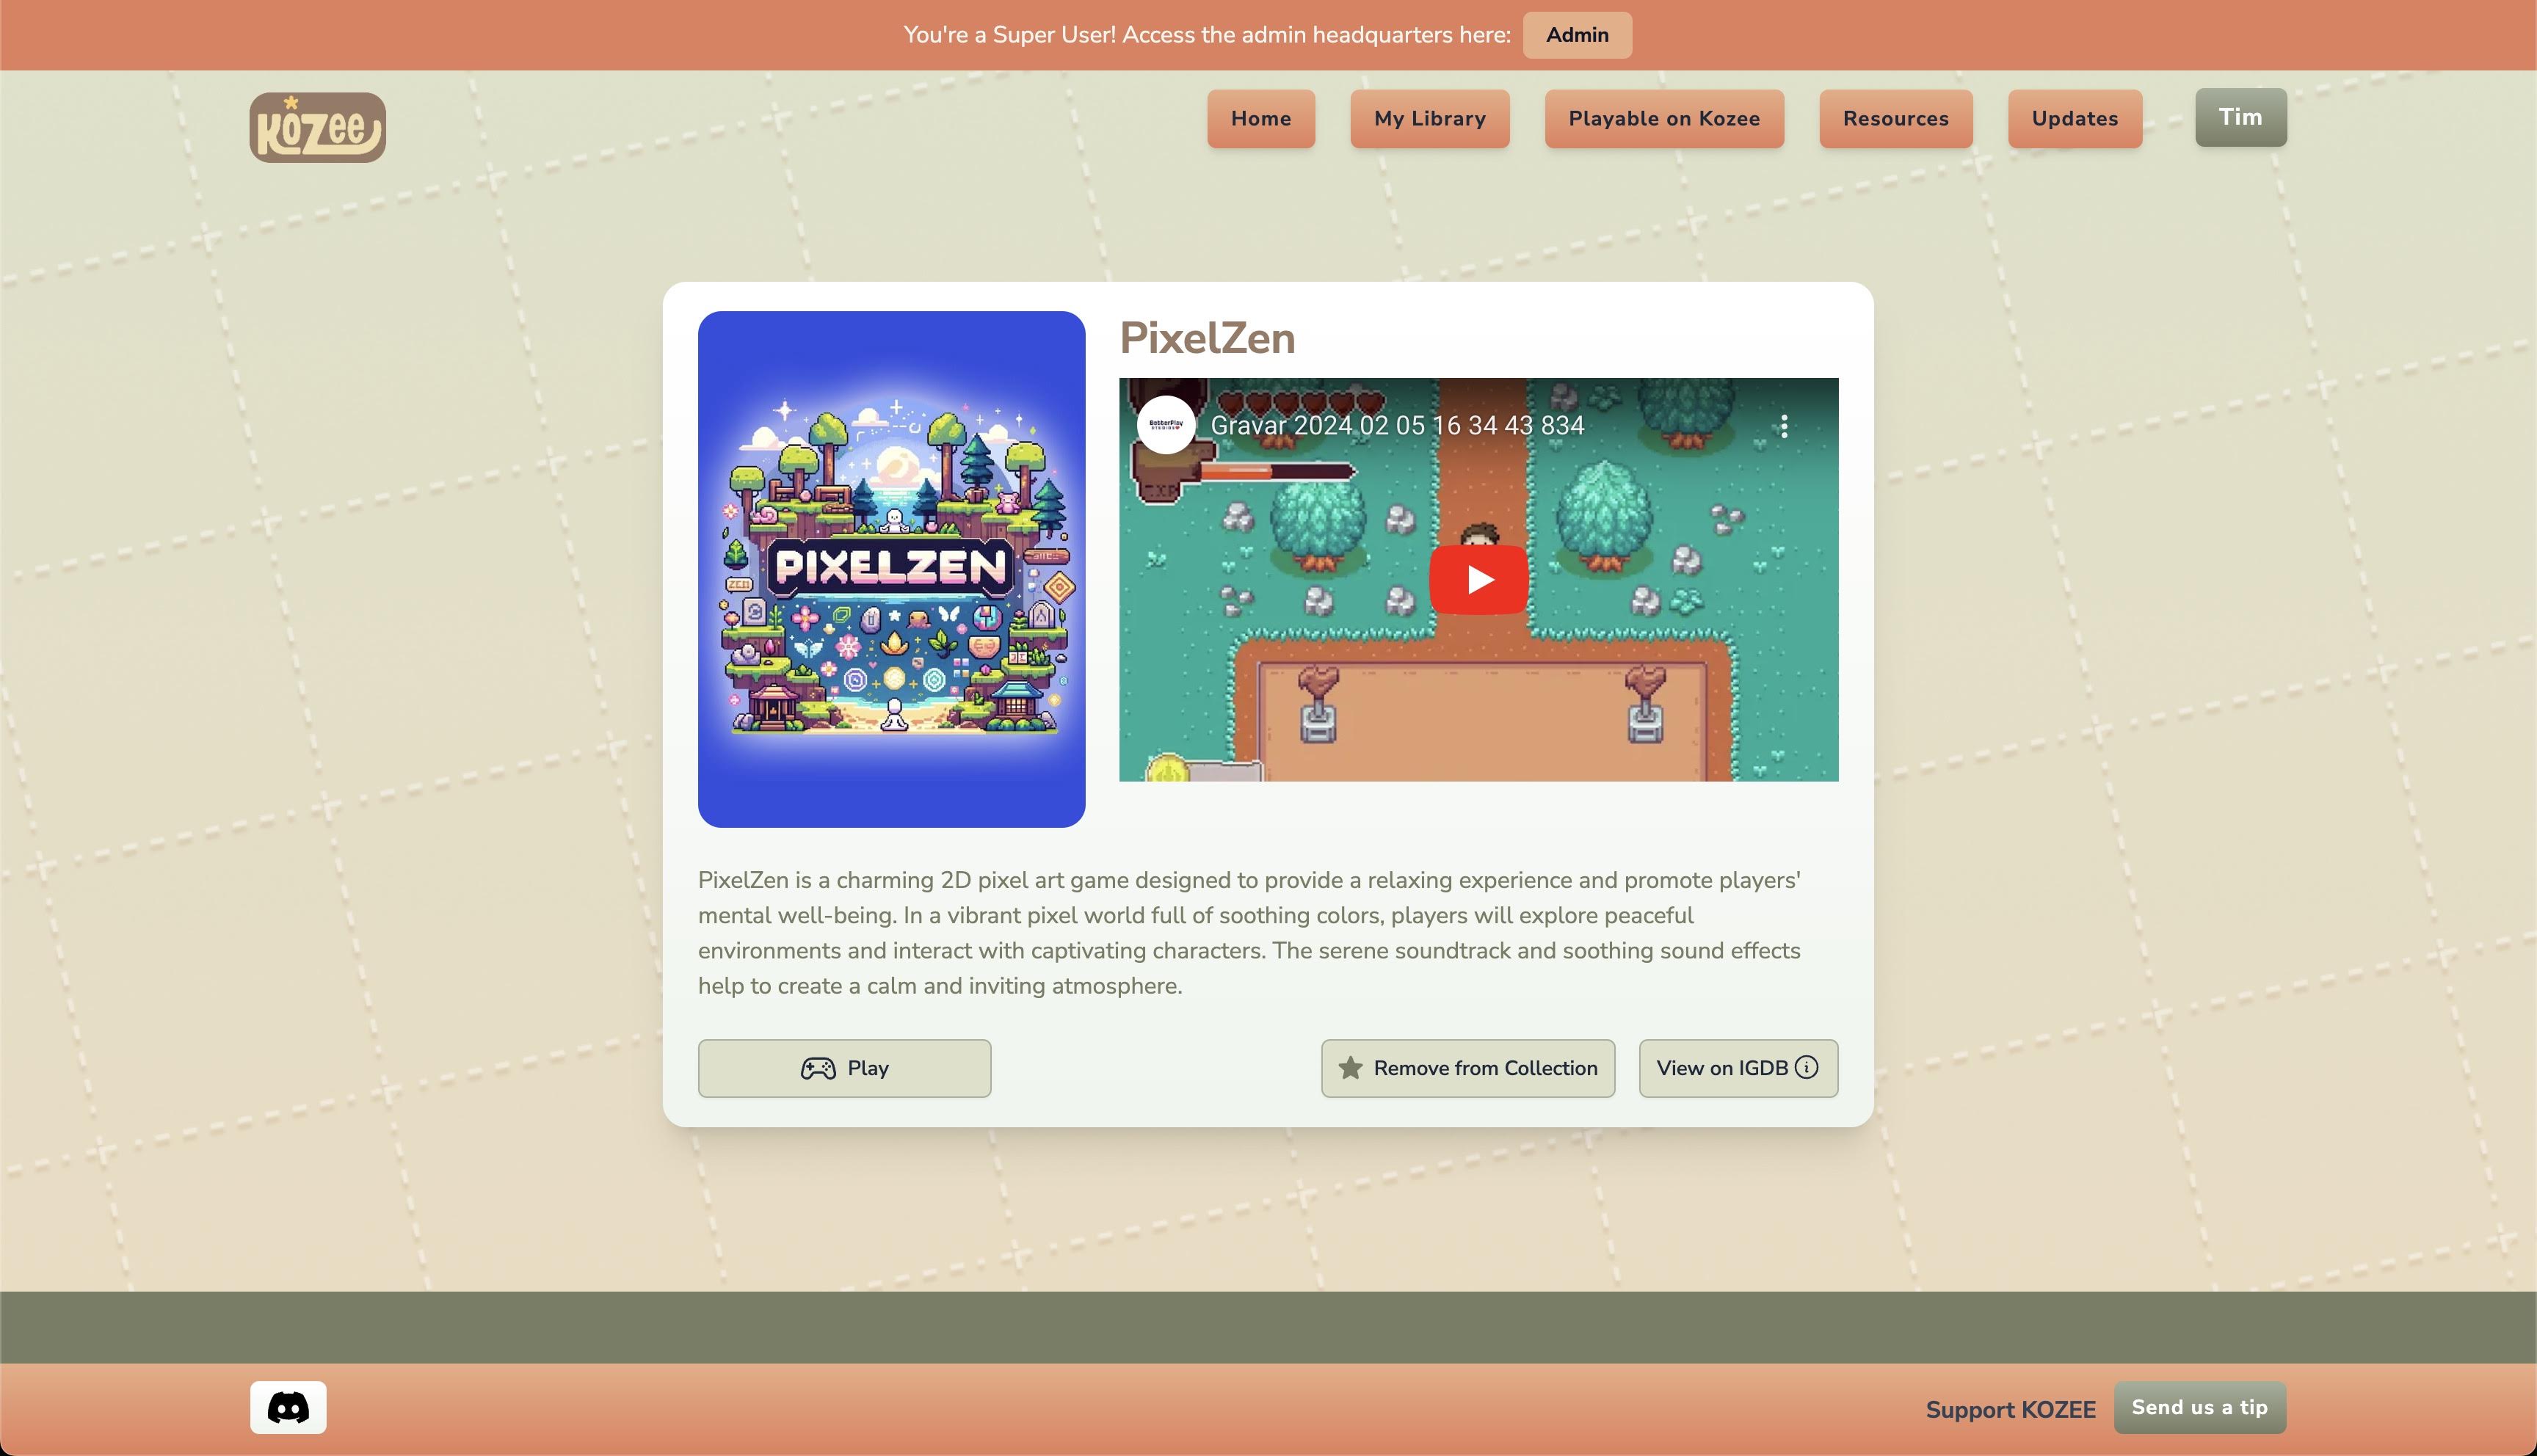 You're a Super User! Access the admin headquarters here: Admin
KOzee
Home My Library Playable on Kozee Resources Updates Tim
PixelZen
BetterPlay
STUDIOS
Gravar 2024 02 05 16 34 43 834
EXP
PIXELZEN
ZEN
PixelZen is a charming 2D pixel art game designed to provide a relaxing experience and promote players'
mental well-being. In a vibrant pixel world full of soothing colors, players will explore peaceful
environments and interact with captivating characters. The serene soundtrack and soothing sound effects
help to create a calm and inviting atmosphere.
Play Remove from Collection View on IGDB
Support KOZEE Send us a tip